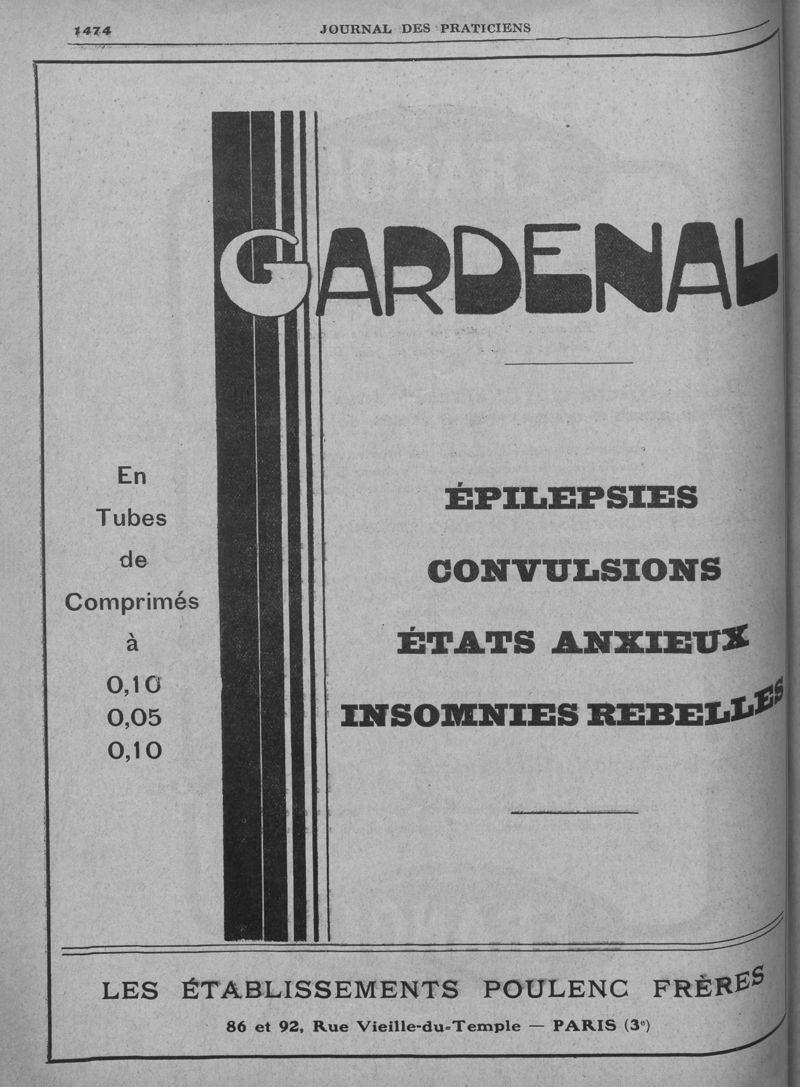 1474
JOURNAL DES PRATICIENS
GARDENAL
En
Tubes
de
Comprimés
à
0,10
0,05
0,10
ÉPILEPSIES
CONVULSIONS
ÉTATS ANXIEUX
INSOMNIES REBELLES
LES ÉTABLISSEMENTS POULENC FRÈRES
86 et 92, Rue Vieille-du-Temple — PARIS (3e)